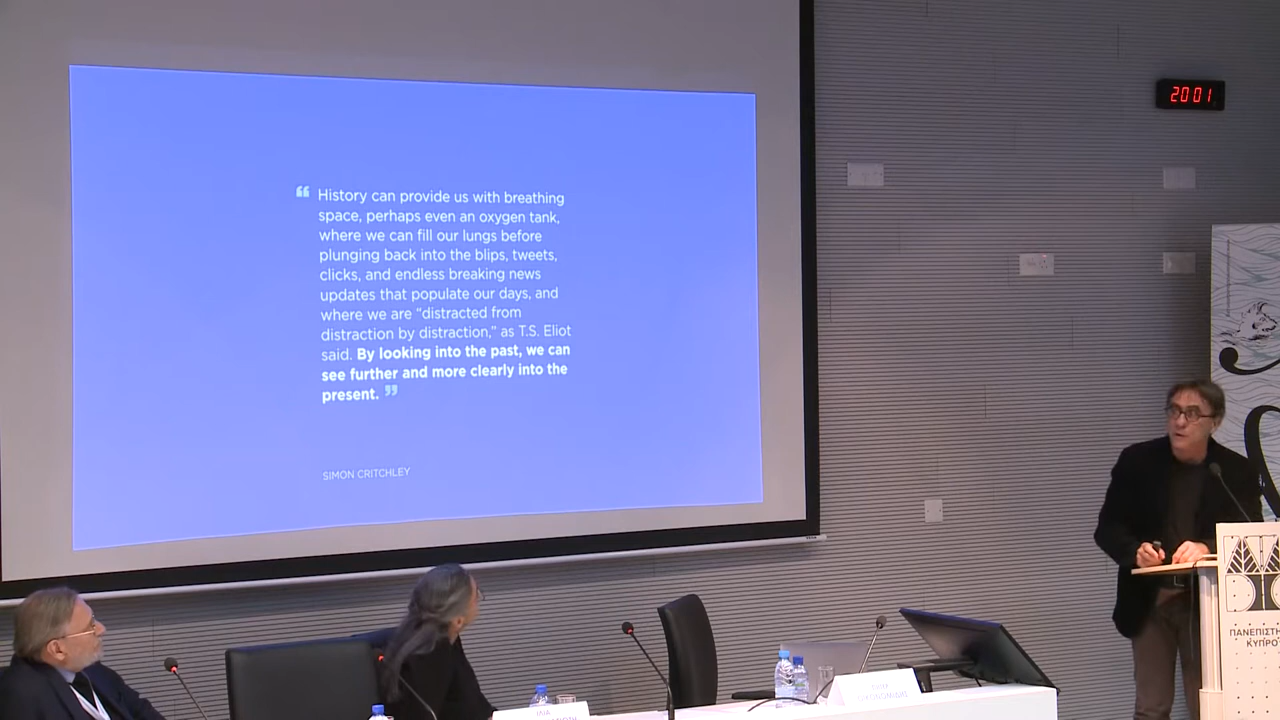 20 01
“ History can provide us with breathing
space, perhaps even an oxygen tank,
where we can fill our lungs before
plunging back into the blips, tweets,
clicks, and endless breaking news
updates that populate our days, and
where we are “distracted from
distraction by distraction,” as T.S. Eliot
said. By looking into the past, we can
see further and more clearly into the
present. ”
SIMON CRITCHLEY
ΠΑΝΕΠΙΣΤΗ
ΚΥΠΡΟ